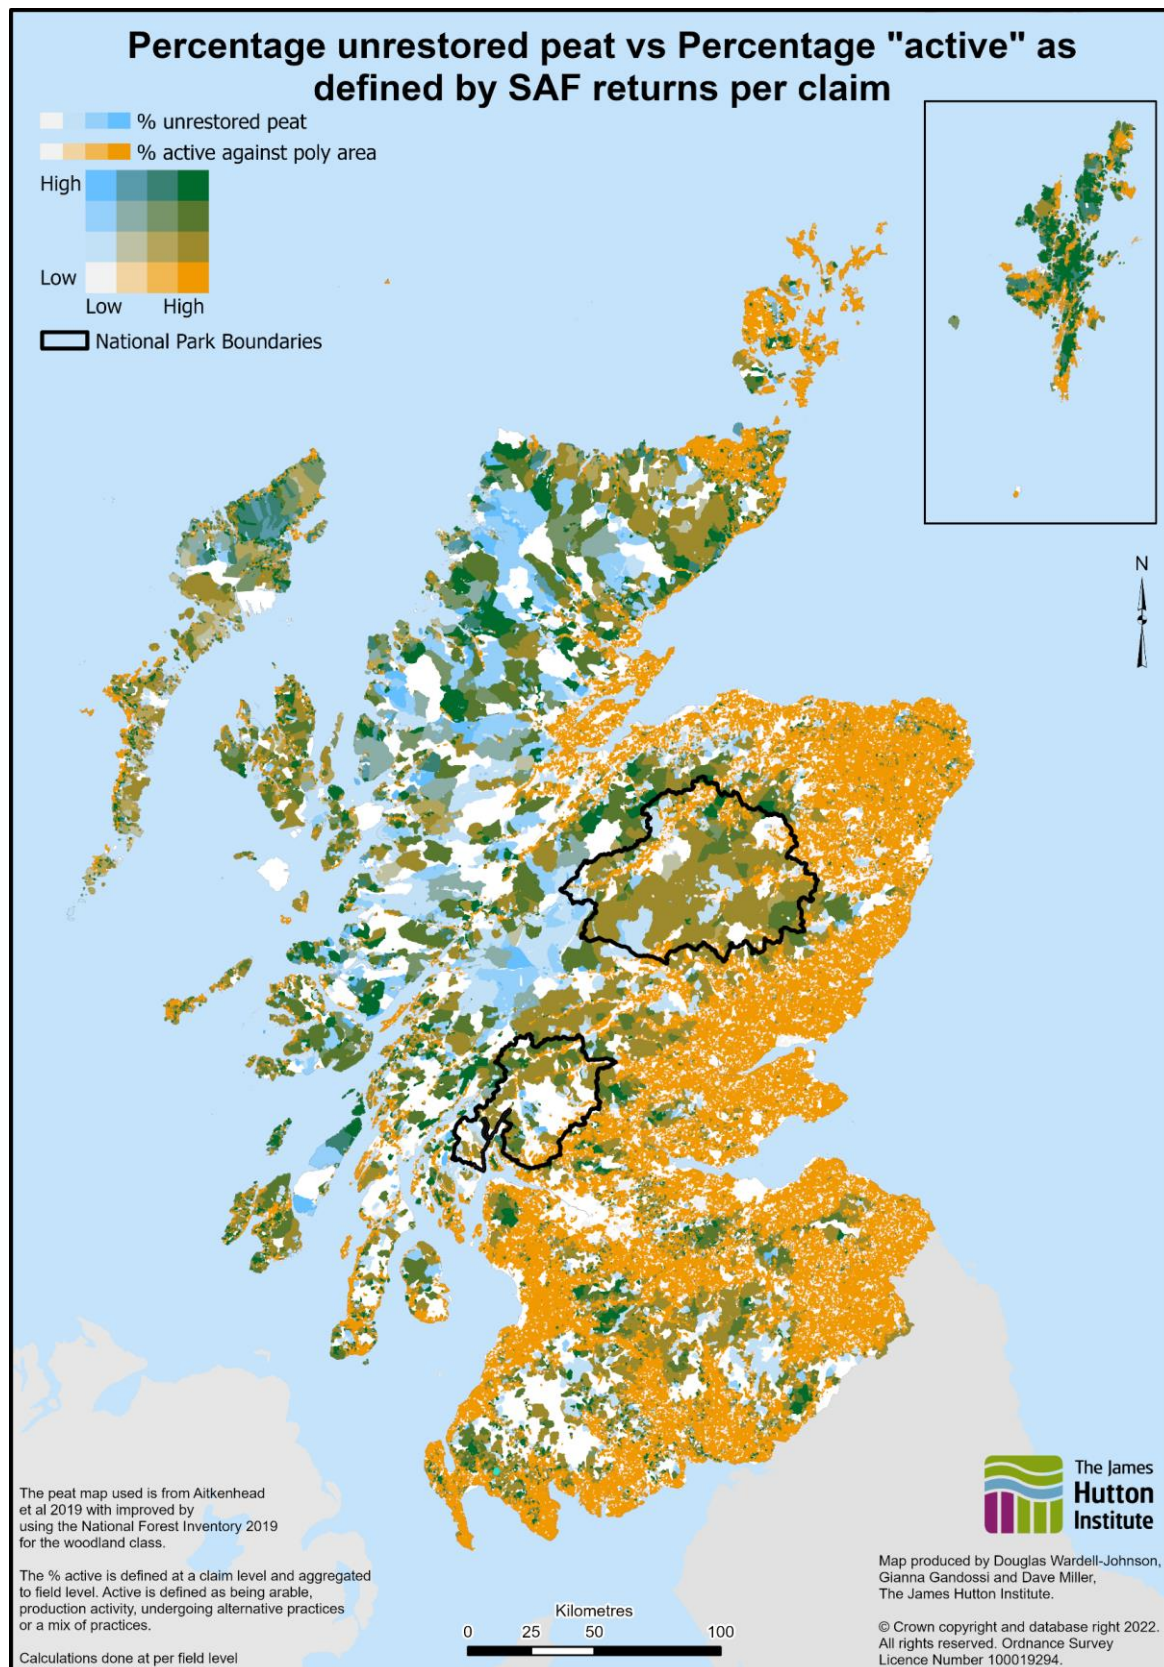 Percentage unrestored peat vs Percentage "active" as
defined by SAF returns per claim
% unrestored peat
% active against poly area
High
Low
Low High
National Park Boundaries
N
The peat map used is from Aitkenhead
et al 2019 with improved by
using the National Forest Inventory 2019
for the woodland class.
The % active is defined at a claim level and aggregated
to field level. Active is defined as being arable,
production activity, undergoing alternative practices
or a mix of practices.
Calculations done at per field level
Kilometres
0 25 50 100
The James
Hutton
Institute
Map produced by Douglas Wardell-Johnson,
Gianna Gandossi and Dave Miller,
The James Hutton Institute.
© Crown copyright and database right 2022.
All rights reserved. Ordnance Survey
Licence Number 100019294.